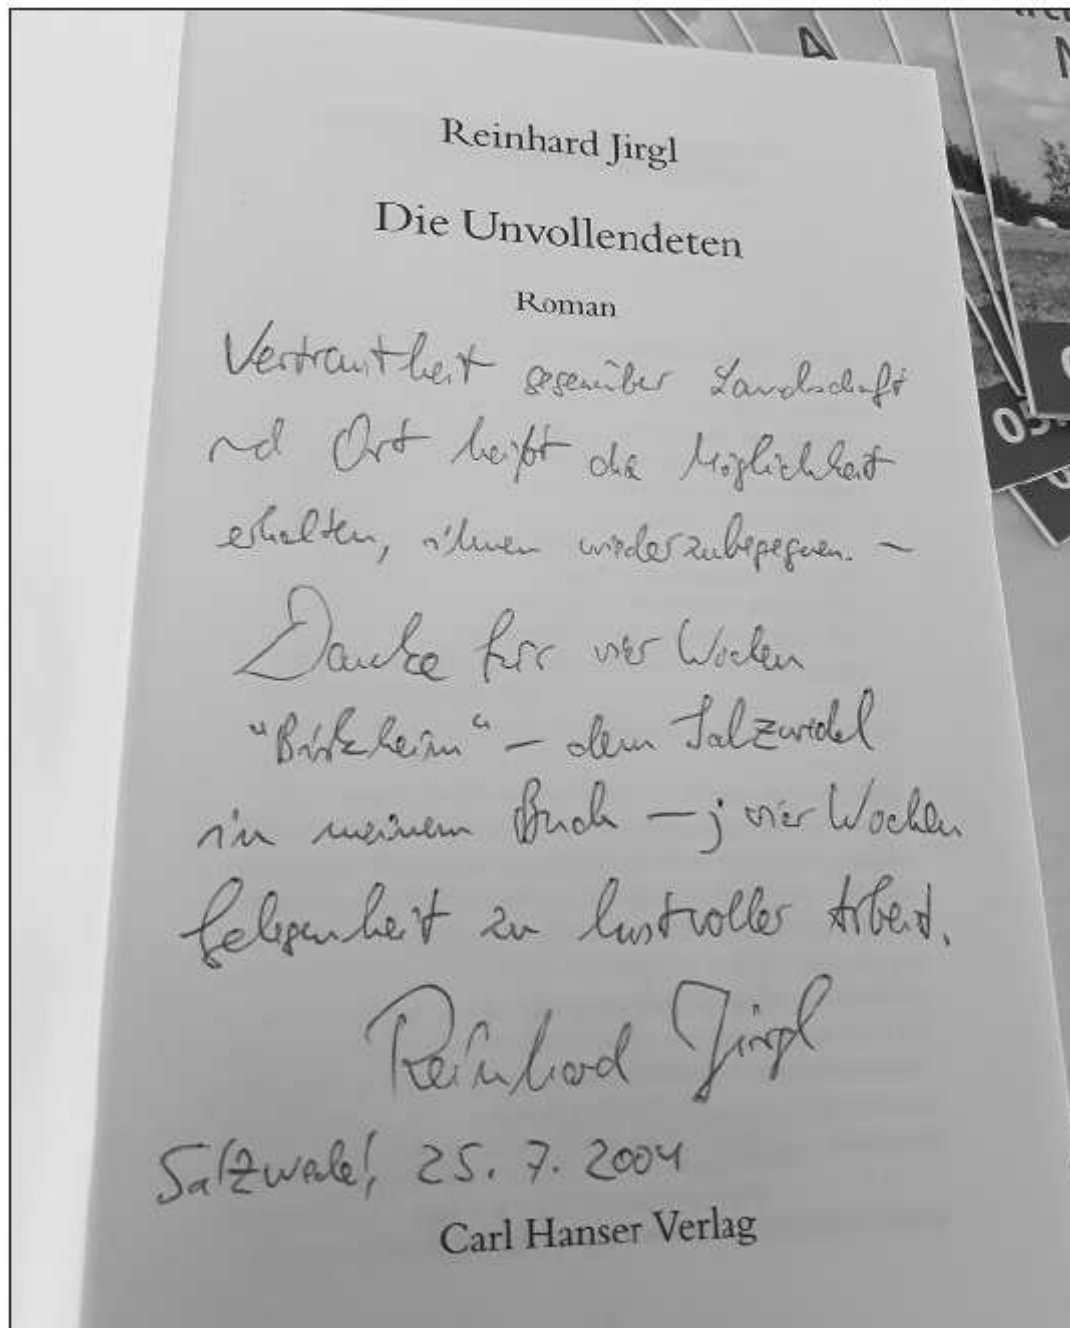 Reinhard Jirgl
Die Unvollendeten
Roman
Vertrautheit gegenüber Landschaft
und Ort heißt die Möglichkeit
erhalten, ihnen wiederzubegegnen. –
Danke für vier Wochen
"Birkheim" – dem Salzwedel
in meinem Buch –; vier Wochen
Gelegenheit zu lustvoller Arbeit.
Reinhard Jirgl
Salzwedel, 25. 7. 2004
Carl Hanser Verlag
A